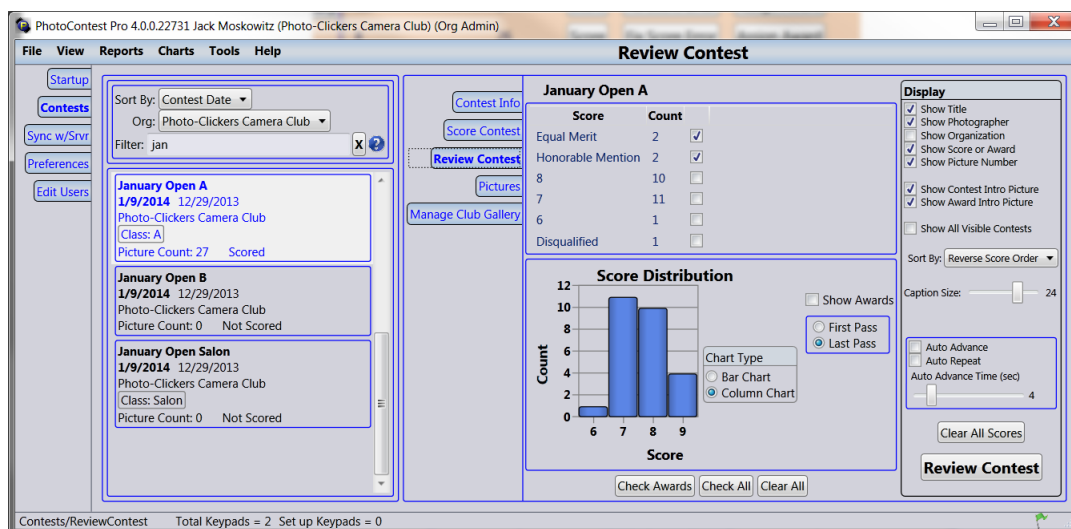 PhotoContest Pro 4.0.0.22731 Jack Moskowitz (Photo-Clickers Camera Club) (Org Admin)
File View Reports Charts Tools Help
Review Contest
Startup
Contests
Sync w/Srvr
Preferences
Edit Users
Sort By: Contest Date
Org: Photo-Clickers Camera Club
Filter: jan X
January Open A
1/9/2014 12/29/2013
Photo-Clickers Camera Club
Class: A
Picture Count: 27 Scored
January Open B
1/9/2014 12/29/2013
Photo-Clickers Camera Club
Picture Count: 0 Not Scored
January Open Salon
1/9/2014 12/29/2013
Photo-Clickers Camera Club
Class: Salon
Picture Count: 0 Not Scored
Contest Info
Score Contest
Review Contest
Pictures
Manage Club Gallery
January Open A
Score Count
Equal Merit 2
Honorable Mention 2
8 10
7 11
6 1
Disqualified 1
Score Distribution
Count
12
10
8
6
4
2
0
6 7 8 9
Score
Show Awards
First Pass
Last Pass
Chart Type
Bar Chart
Column Chart
Check Awards Check All Clear All
Display
Show Title
Show Photographer
Show Organization
Show Score or Award
Show Picture Number
Show Contest Intro Picture
Show Award Intro Picture
Show All Visible Contests
Sort By: Reverse Score Order
Caption Size: 24
Auto Advance
Auto Repeat
Auto Advance Time (sec)
4
Clear All Scores
Review Contest
Contests/ReviewContest Total Keypads = 2 Set up Keypads = 0